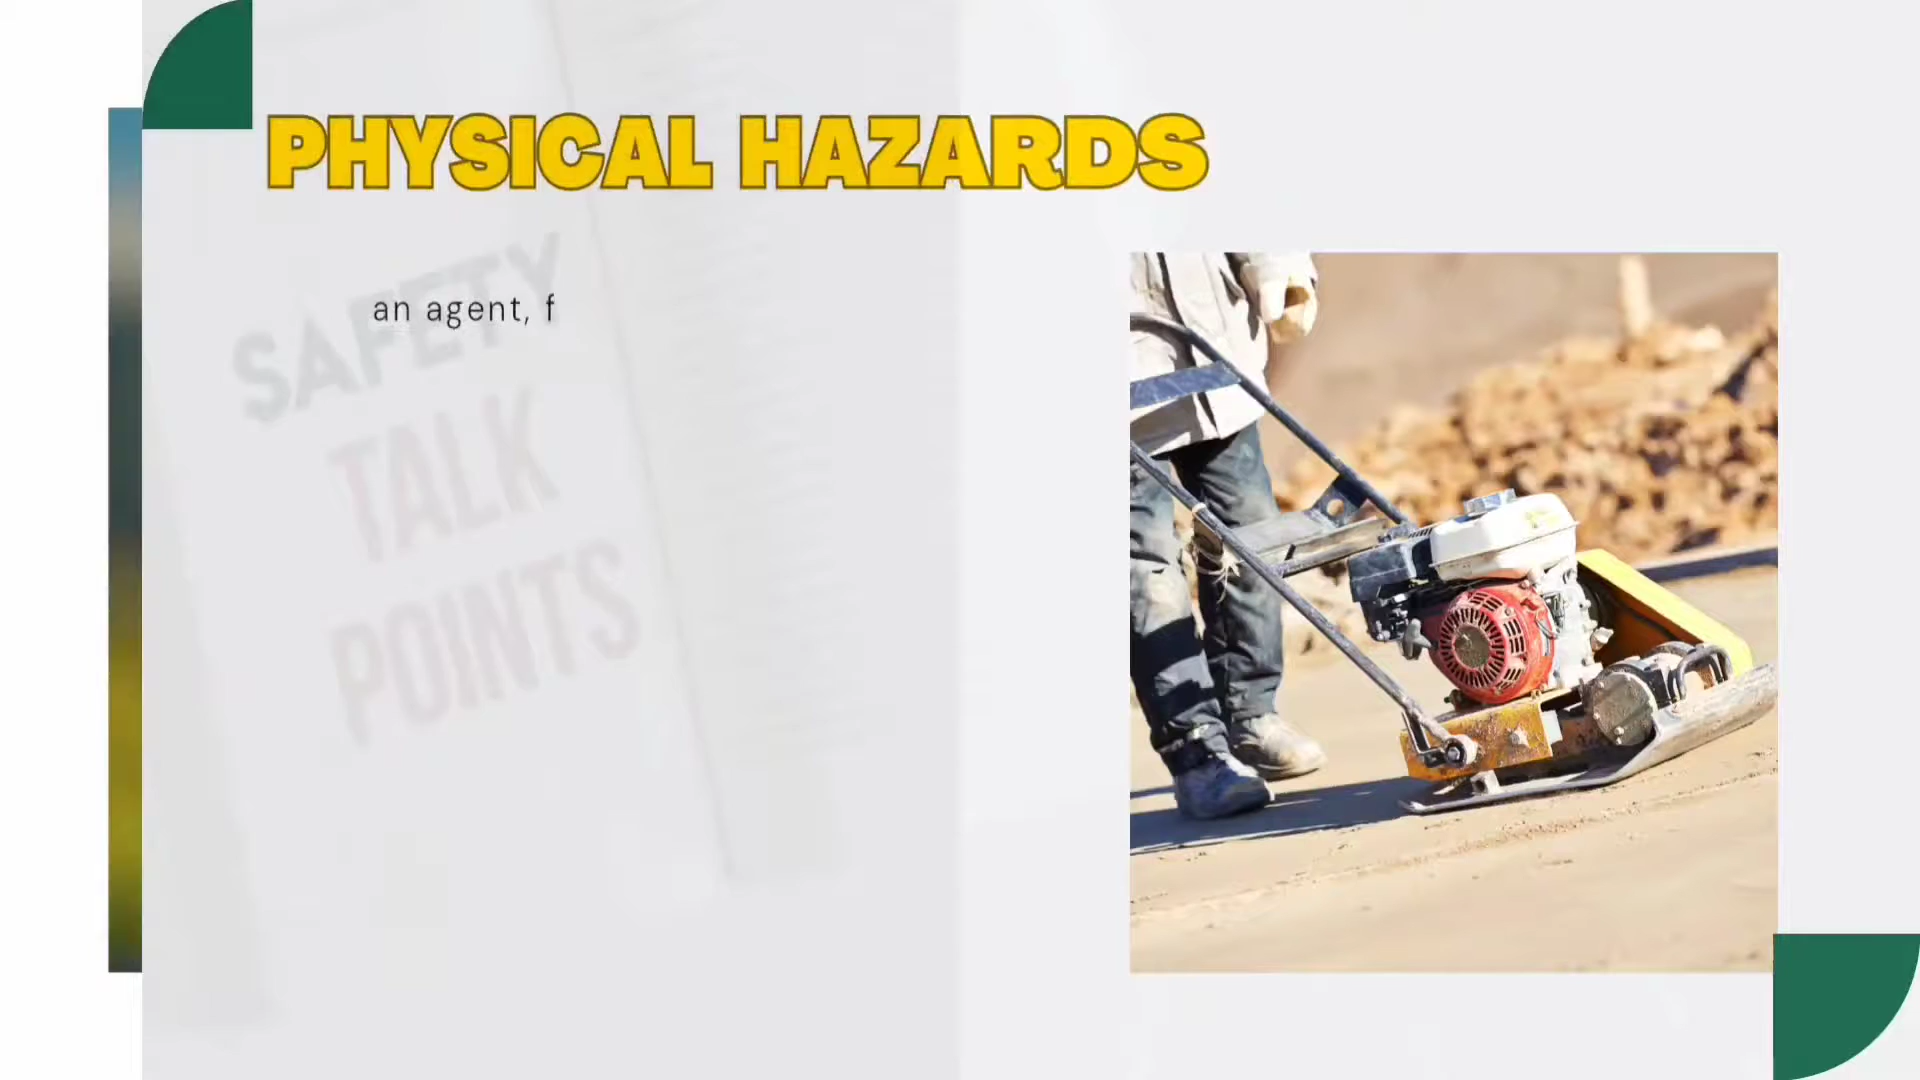 PHYSICAL HAZARDS
SAFETY
an agent, f
TALK
POINTS